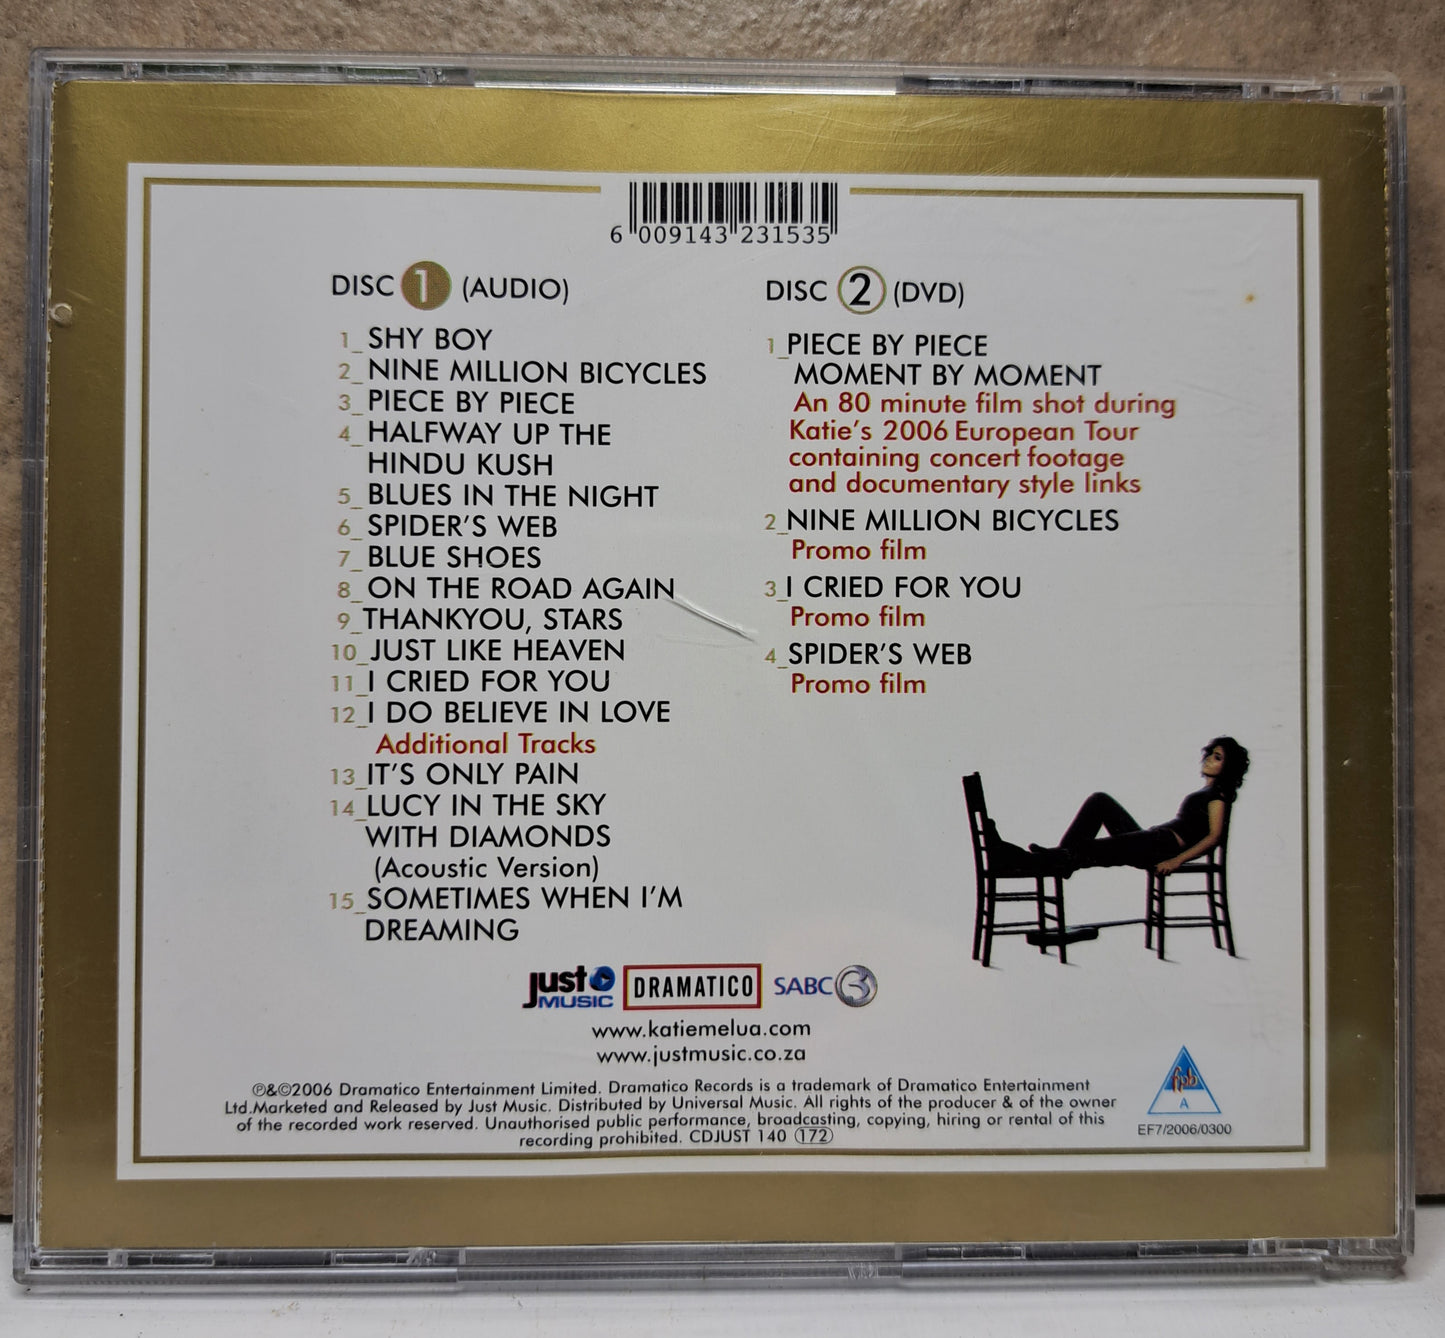 6 009143 231535
DISC 1 (AUDIO)
1_SHY BOY
2_NINE MILLION BICYCLES
3_PIECE BY PIECE
4_HALFWAY UP THE
HINDU KUSH
5_BLUES IN THE NIGHT
6_SPIDER'S WEB
7_BLUE SHOES
8_ON THE ROAD AGAIN
9_THANKYOU, STARS
10_JUST LIKE HEAVEN
11_I CRIED FOR YOU
12_I DO BELIEVE IN LOVE
Additional Tracks
13_IT'S ONLY PAIN
14_LUCY IN THE SKY
WITH DIAMONDS
(Acoustic Version)
15_SOMETIMES WHEN I'M
DREAMING
DISC 2 (DVD)
1_PIECE BY PIECE
MOMENT BY MOMENT
An 80 minute film shot during
Katie's 2006 European Tour
containing concert footage
and documentary style links
2_NINE MILLION BICYCLES
Promo film
3_I CRIED FOR YOU
Promo film
4_SPIDER'S WEB
Promo film
just MUSIC DRAMATICO SABC 3
www.katiemelua.com
www.justmusic.co.za
℗&©2006 Dramatico Entertainment Limited. Dramatico Records is a trademark of Dramatico Entertainment
Ltd.Marketed and Released by Just Music. Distributed by Universal Music. All rights of the producer & of the owner
of the recorded work reserved. Unauthorised public performance, broadcasting, copying, hiring or rental of this
recording prohibited. CDJUST 140 172
fpb
A
EF7/2006/0300